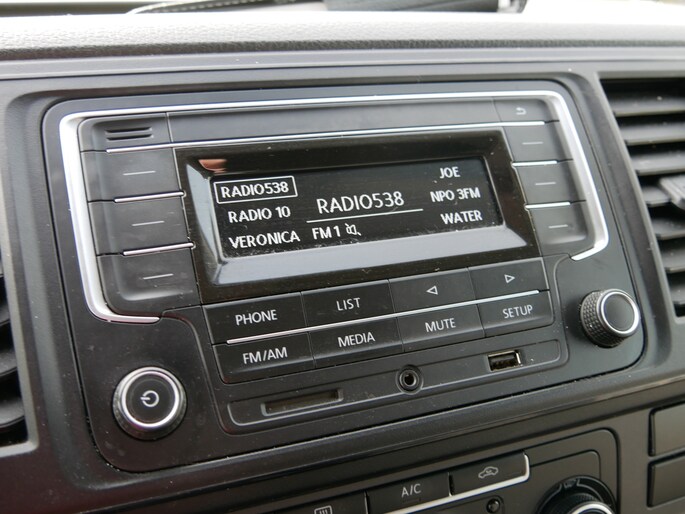 RADIO538
RADIO 10
VERONICA
RADIO538
FM 1
JOE
NPO 3FM
WATER
PHONE
LIST
FM/AM
MEDIA
MUTE
SETUP
A/C